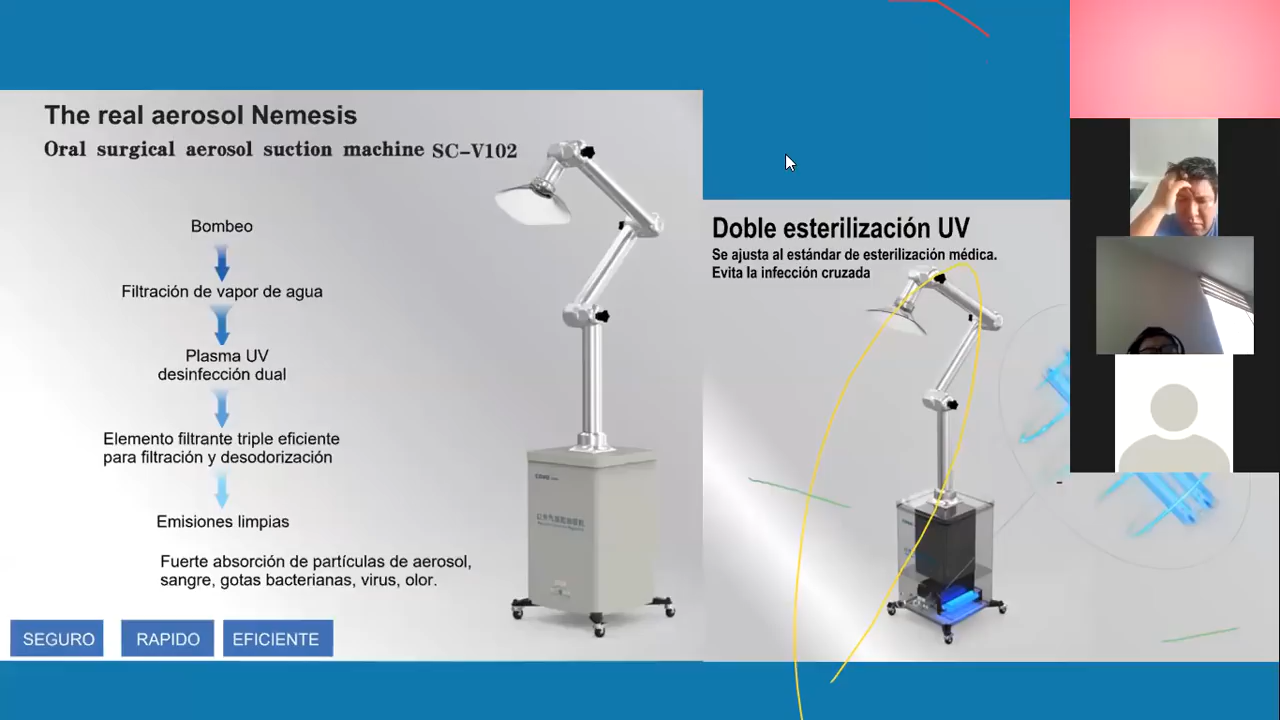 The real aerosol Nemesis
Oral surgical aerosol suction machine SC-V102
Bombeo
Filtración de vapor de agua
Plasma UV
desinfección dual
Elemento filtrante triple eficiente
para filtración y desodorización
Emisiones limpias
Fuerte absorción de partículas de aerosol,
sangre, gotas bacterianas, virus, olor.
SEGURO RAPIDO EFICIENTE
Doble esterilización UV
Se ajusta al estándar de esterilización médica.
Evita la infección cruzada